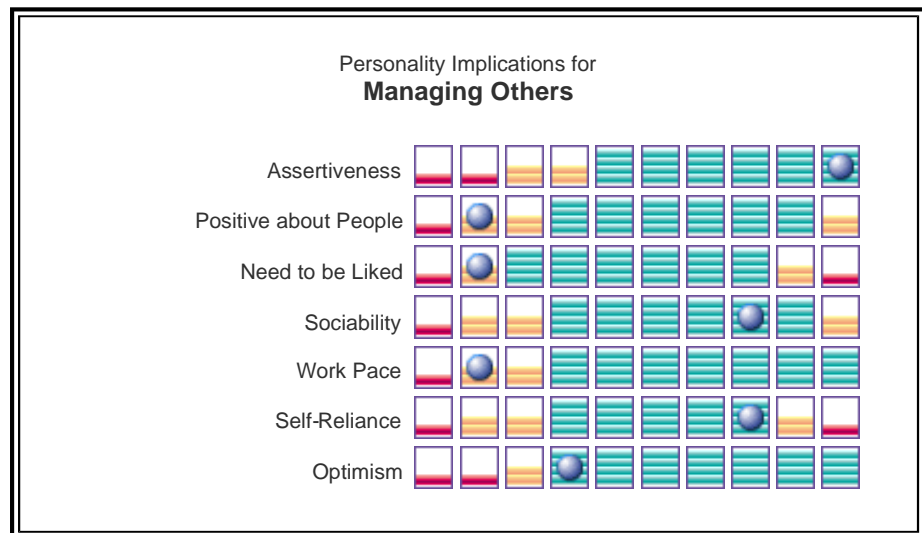 Personality Implications for
Managing Others
Assertiveness
Positive about People
Need to be Liked
Sociability
Work Pace
Self-Reliance
Optimism